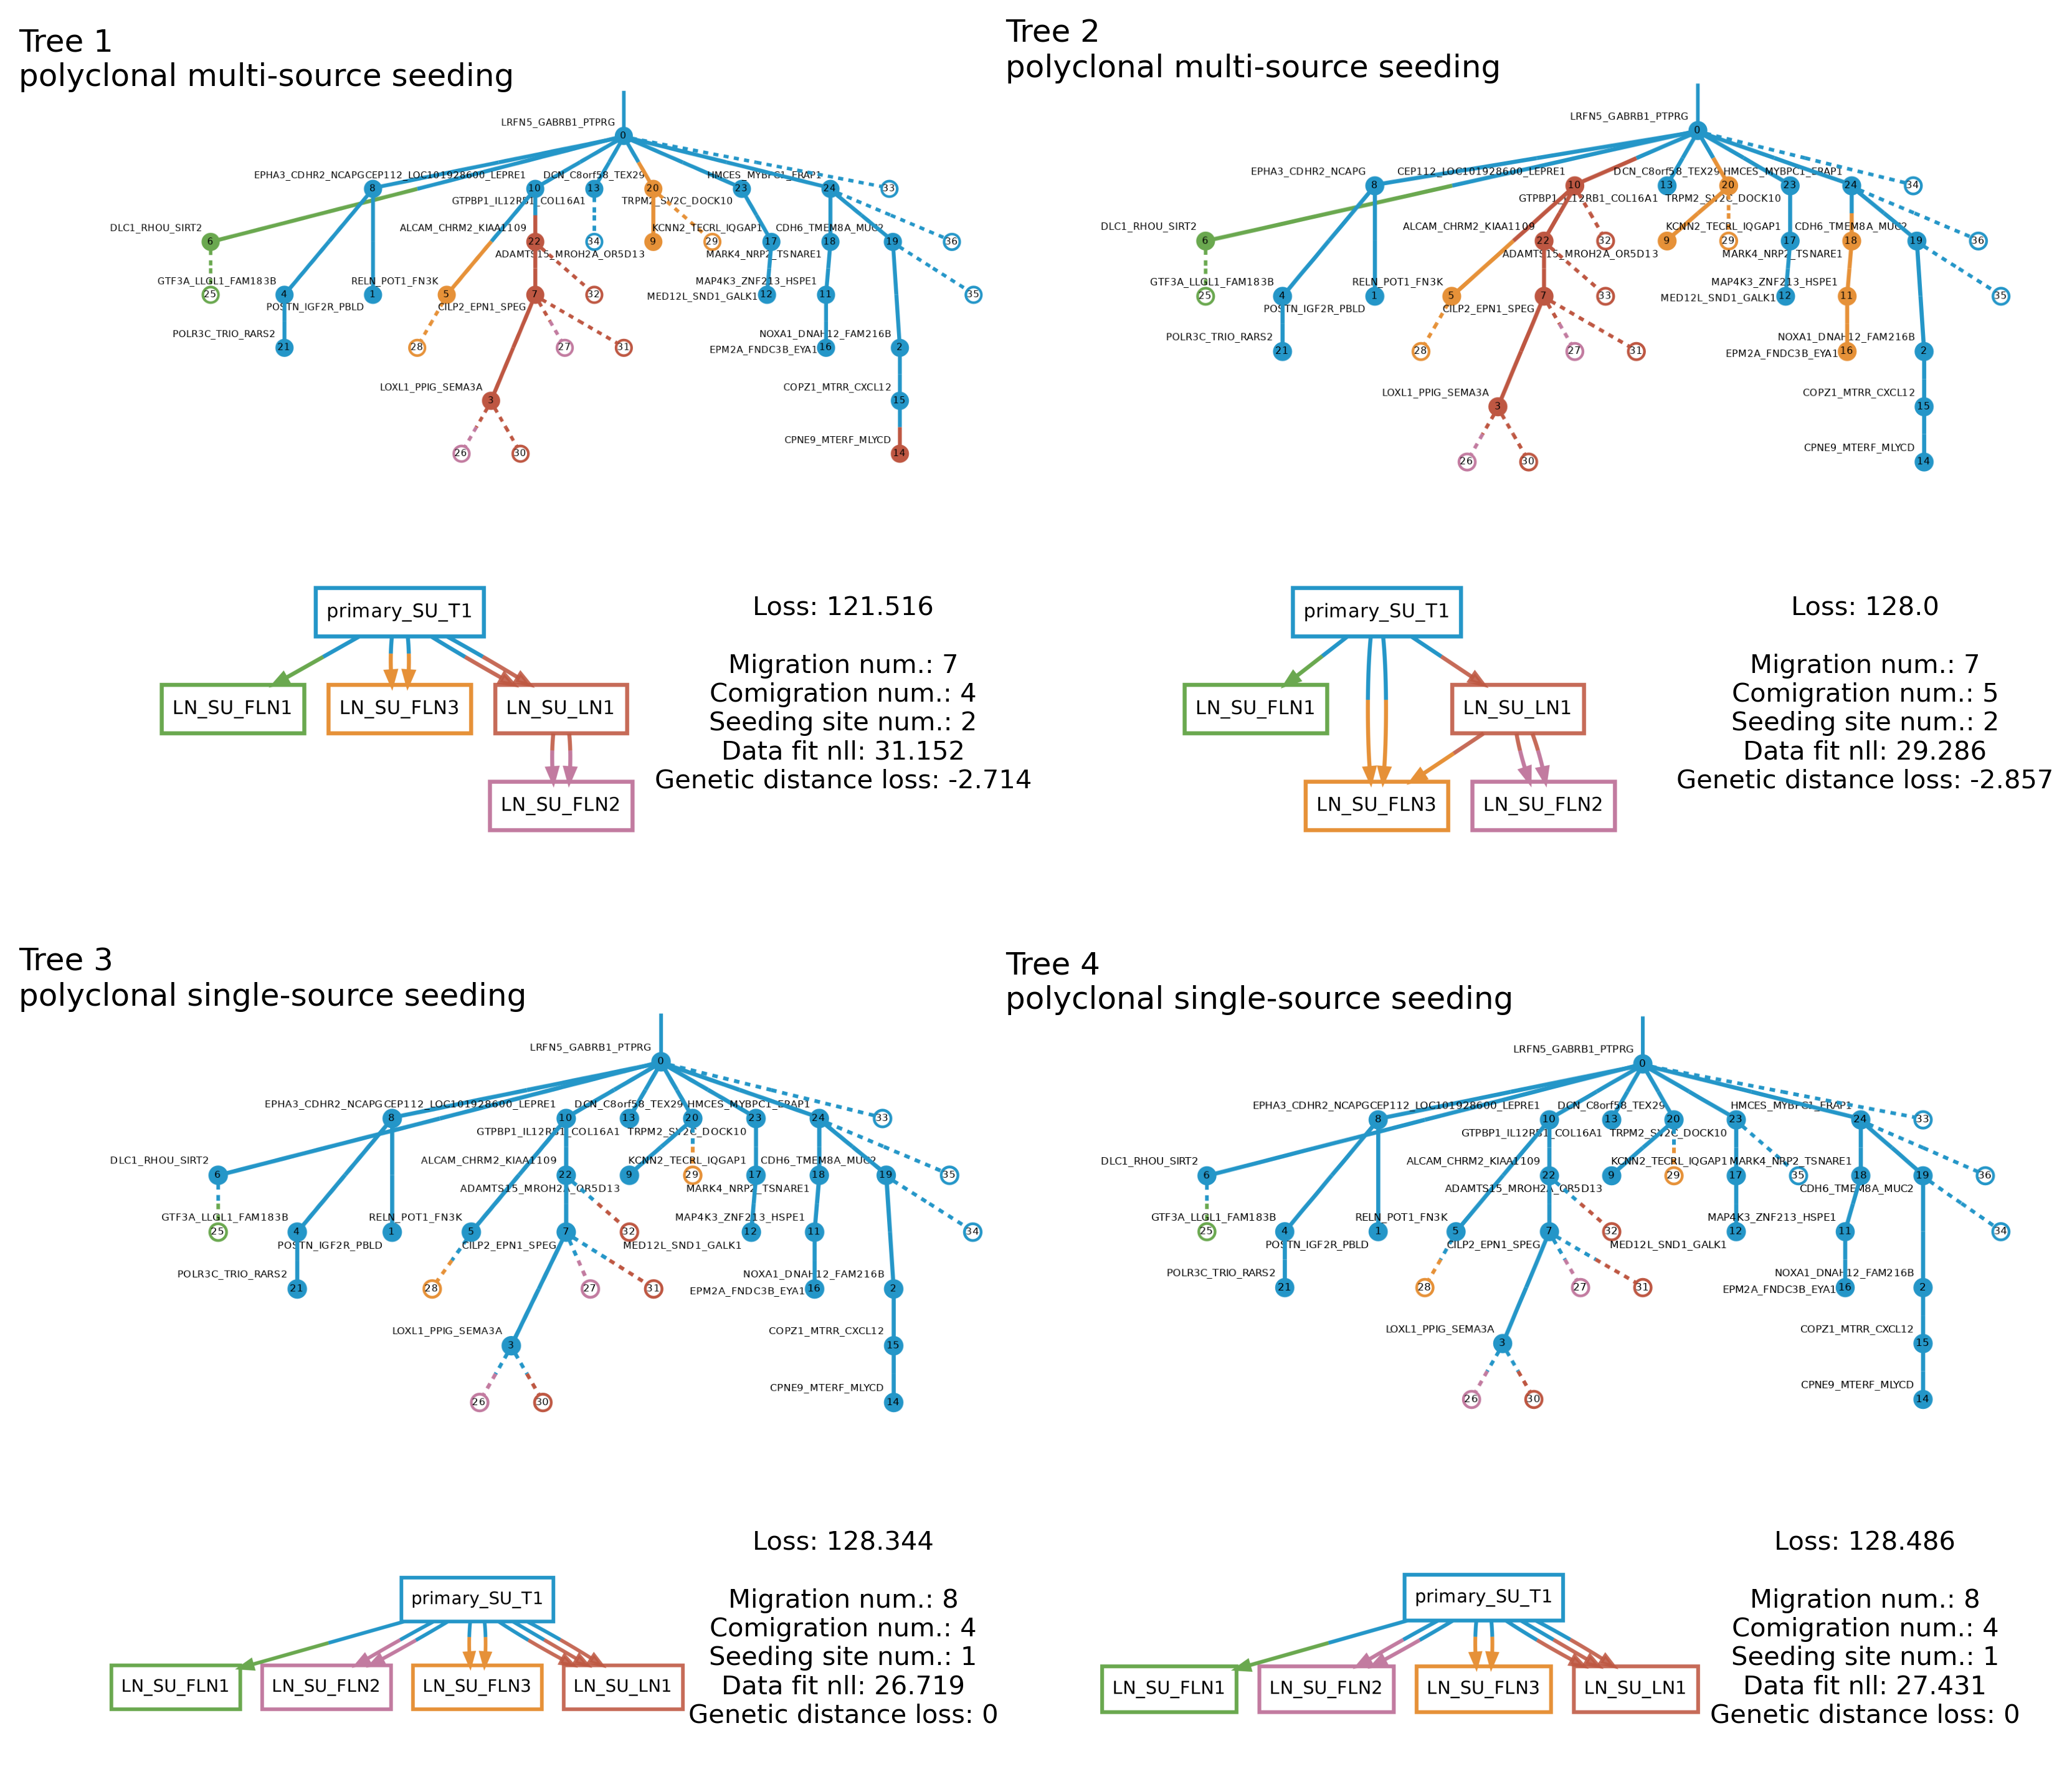 Tree 1
polyclonal multi-source seeding
LRFN5_GABRB1_PTPRG
0
EPHA3_CDHR2_NCAPG
CEP112_LOC101928600_LEPRE1
DCN_C8orf58_TEX29
HMCES_MYBPC1_ERAP1
8
10
13
20
23
24
33
GTPBP1_IL12RB1_COL16A1
TRPM2_SV2C_DOCK10
DLC1_RHOU_SIRT2
ALCAM_CHRM2_KIAA1109
KCNN2_TECRL_IQGAP1
CDH6_TMEM8A_MUC2
6
22
34
9
29
17
18
19
36
ADAMTS15_MROH2A_OR5D13
MARK4_NRP2_TSNARE1
GTF3A_LLGL1_FAM183B
RELN_POT1_FN3K
MAP4K3_ZNF213_HSPE1
25
4
1
5
7
32
MED12L_SND1_GALK1
12
11
35
POSTN_IGF2R_PBLD
CILP2_EPN1_SPEG
POLR3C_TRIO_RARS2
NOXA1_DNAH12_FAM216B
21
28
27
31
EPM2A_FNDC3B_EYA1
16
2
LOXL1_PPIG_SEMA3A
COPZ1_MTRR_CXCL12
3
15
CPNE9_MTERF_MLYCD
26
30
14
primary_SU_T1
LN_SU_FLN1
LN_SU_FLN3
LN_SU_LN1
LN_SU_FLN2
Loss: 121.516
Migration num.: 7
Comigration num.: 4
Seeding site num.: 2
Data fit nll: 31.152
Genetic distance loss: -2.714
Tree 2
polyclonal multi-source seeding
LRFN5_GABRB1_PTPRG
0
EPHA3_CDHR2_NCAPG
CEP112_LOC101928600_LEPRE1
DCN_C8orf58_TEX29
HMCES_MYBPC1_ERAP1
8
10
13
20
23
24
34
GTPBP1_IL12RB1_COL16A1
TRPM2_SV2C_DOCK10
DLC1_RHOU_SIRT2
ALCAM_CHRM2_KIAA1109
KCNN2_TECRL_IQGAP1
CDH6_TMEM8A_MUC2
6
22
32
9
29
17
18
19
36
ADAMTS15_MROH2A_OR5D13
MARK4_NRP2_TSNARE1
GTF3A_LLGL1_FAM183B
RELN_POT1_FN3K
MAP4K3_ZNF213_HSPE1
25
4
1
5
7
33
MED12L_SND1_GALK1
12
11
35
POSTN_IGF2R_PBLD
CILP2_EPN1_SPEG
POLR3C_TRIO_RARS2
NOXA1_DNAH12_FAM216B
21
28
27
31
EPM2A_FNDC3B_EYA1
16
2
LOXL1_PPIG_SEMA3A
COPZ1_MTRR_CXCL12
3
15
CPNE9_MTERF_MLYCD
26
30
14
primary_SU_T1
LN_SU_FLN1
LN_SU_LN1
LN_SU_FLN3
LN_SU_FLN2
Loss: 128.0
Migration num.: 7
Comigration num.: 5
Seeding site num.: 2
Data fit nll: 29.286
Genetic distance loss: -2.857
Tree 3
polyclonal single-source seeding
LRFN5_GABRB1_PTPRG
0
EPHA3_CDHR2_NCAPG
CEP112_LOC101928600_LEPRE1
DCN_C8orf58_TEX29
HMCES_MYBPC1_ERAP1
8
10
13
20
23
24
33
GTPBP1_IL12RB1_COL16A1
TRPM2_SV2C_DOCK10
DLC1_RHOU_SIRT2
ALCAM_CHRM2_KIAA1109
KCNN2_TECRL_IQGAP1
CDH6_TMEM8A_MUC2
6
22
9
29
17
18
19
35
ADAMTS15_MROH2A_OR5D13
MARK4_NRP2_TSNARE1
GTF3A_LLGL1_FAM183B
RELN_POT1_FN3K
MAP4K3_ZNF213_HSPE1
25
4
1
5
7
32
12
11
34
POSTN_IGF2R_PBLD
CILP2_EPN1_SPEG
MED12L_SND1_GALK1
POLR3C_TRIO_RARS2
NOXA1_DNAH12_FAM216B
21
28
27
31
EPM2A_FNDC3B_EYA1
16
2
LOXL1_PPIG_SEMA3A
COPZ1_MTRR_CXCL12
3
15
CPNE9_MTERF_MLYCD
26
30
14
primary_SU_T1
LN_SU_FLN1
LN_SU_FLN2
LN_SU_FLN3
LN_SU_LN1
Loss: 128.344
Migration num.: 8
Comigration num.: 4
Seeding site num.: 1
Data fit nll: 26.719
Genetic distance loss: 0
Tree 4
polyclonal single-source seeding
LRFN5_GABRB1_PTPRG
0
EPHA3_CDHR2_NCAPG
CEP112_LOC101928600_LEPRE1
DCN_C8orf58_TEX29
HMCES_MYBPC1_ERAP1
8
10
13
20
23
24
33
GTPBP1_IL12RB1_COL16A1
TRPM2_SV2C_DOCK10
DLC1_RHOU_SIRT2
ALCAM_CHRM2_KIAA1109
KCNN2_TECRL_IQGAP1
MARK4_NRP2_TSNARE1
6
22
9
29
17
35
18
19
36
ADAMTS15_MROH2A_OR5D13
CDH6_TMEM8A_MUC2
GTF3A_LLGL1_FAM183B
RELN_POT1_FN3K
MAP4K3_ZNF213_HSPE1
25
4
1
5
7
32
12
11
34
POSTN_IGF2R_PBLD
CILP2_EPN1_SPEG
MED12L_SND1_GALK1
POLR3C_TRIO_RARS2
NOXA1_DNAH12_FAM216B
21
28
27
31
EPM2A_FNDC3B_EYA1
16
2
LOXL1_PPIG_SEMA3A
COPZ1_MTRR_CXCL12
3
15
CPNE9_MTERF_MLYCD
26
30
14
primary_SU_T1
LN_SU_FLN1
LN_SU_FLN2
LN_SU_FLN3
LN_SU_LN1
Loss: 128.486
Migration num.: 8
Comigration num.: 4
Seeding site num.: 1
Data fit nll: 27.431
Genetic distance loss: 0